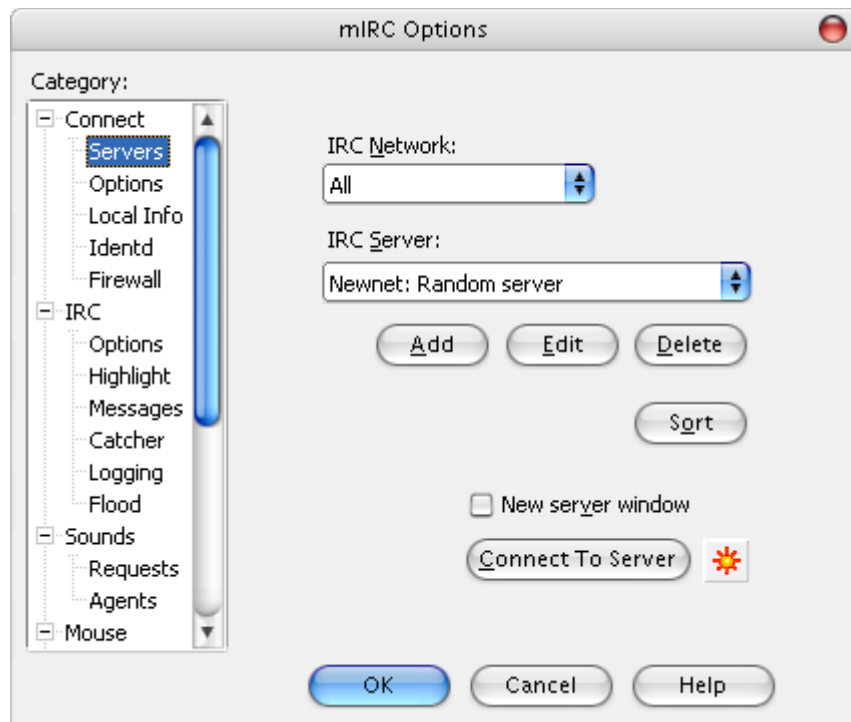 mIRC Options
Category:
Connect
Servers
Options
Local Info
Identd
Firewall
IRC
Options
Highlight
Messages
Catcher
Logging
Flood
Sounds
Requests
Agents
Mouse
IRC Network:
All
IRC Server:
Newnet: Random server
Add Edit Delete
Sort
New server window
Connect To Server
OK Cancel Help